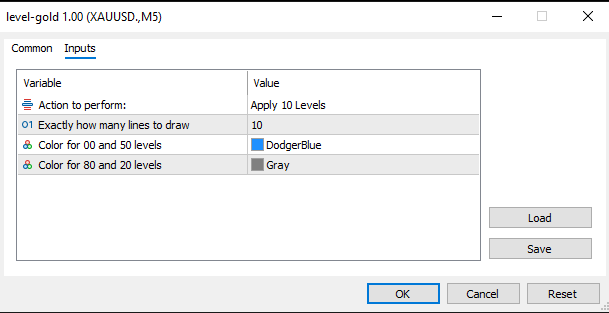 level-gold 1.00 (XAUUSD.,M5)
Common Inputs
Variable Value
Action to perform: Apply 10 Levels
01 Exactly how many lines to draw 10
Color for 00 and 50 levels DodgerBlue
Color for 80 and 20 levels Gray
Load
Save
OK Cancel Reset